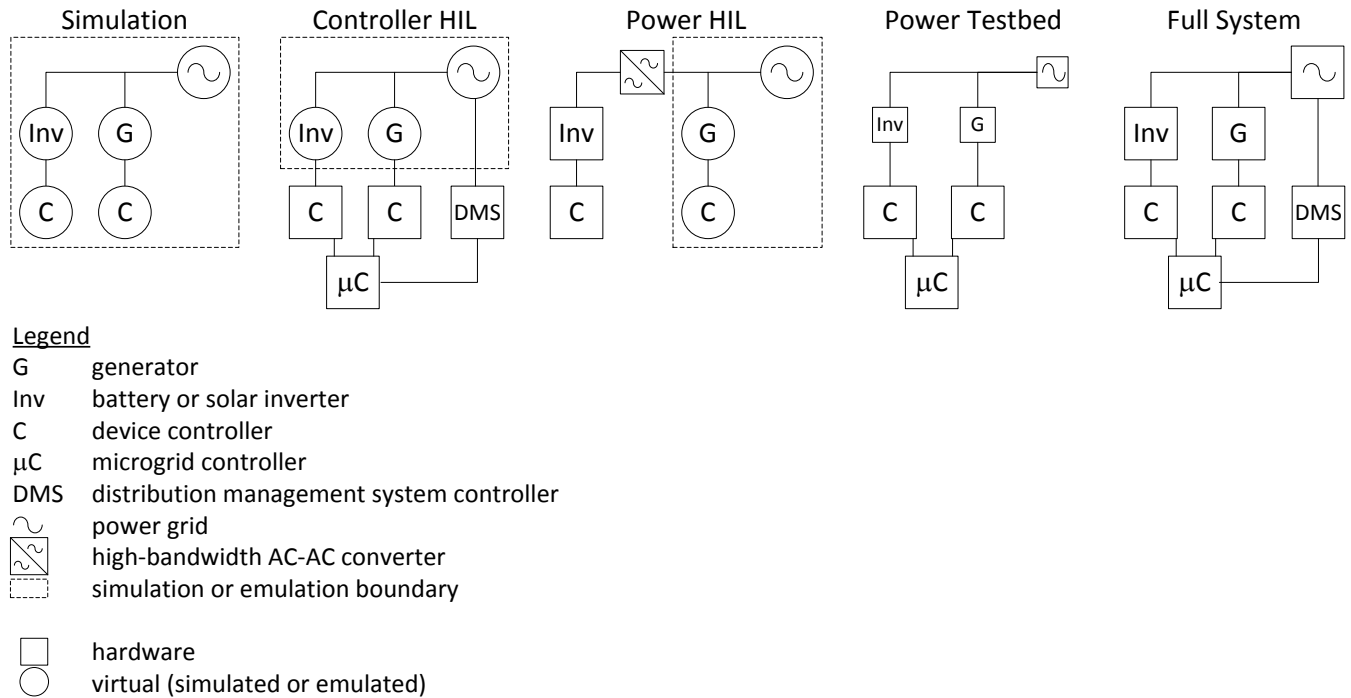 Simulation Controller HIL Power HIL Power Testbed Full System
Inv G Inv G Inv G Inv G Inv G
C C C C DMS C C C C C C DMS
μC μC μC
Legend
G generator
Inv battery or solar inverter
C device controller
μC microgrid controller
DMS distribution management system controller
power grid
high-bandwidth AC-AC converter
simulation or emulation boundary
hardware
virtual (simulated or emulated)